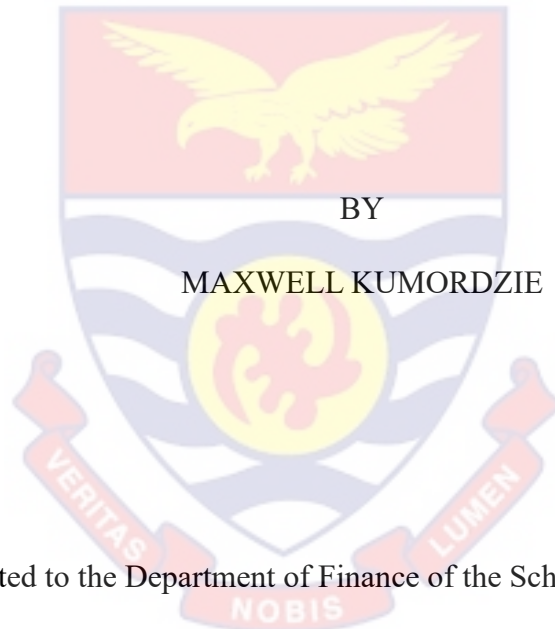 BY
MAXWELL KUMORDZIE
VERITAS
LUMEN
ted to the Department of Finance of the Sch
NOBIS